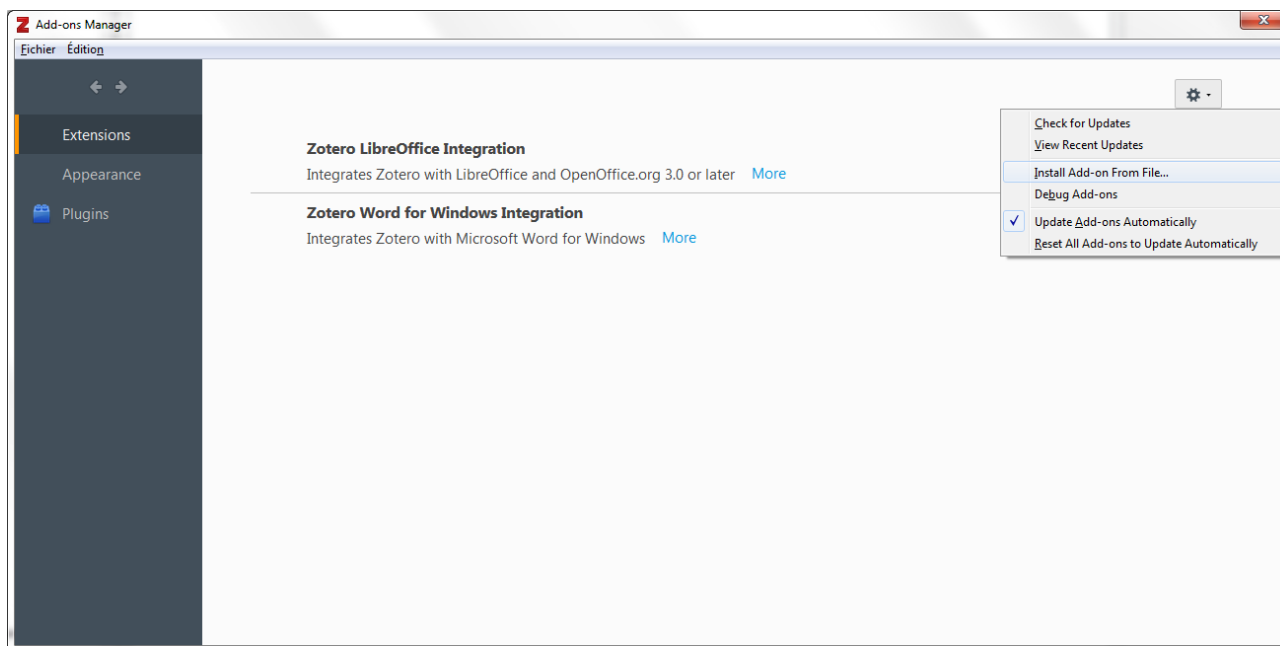 Add-ons Manager
Fichier Édition
Extensions
Appearance
Plugins
Zotero LibreOffice Integration
Integrates Zotero with LibreOffice and OpenOffice.org 3.0 or later More
Zotero Word for Windows Integration
Integrates Zotero with Microsoft Word for Windows More
Check for Updates
View Recent Updates
Install Add-on From File...
Debug Add-ons
Update Add-ons Automatically
Reset All Add-ons to Update Automatically